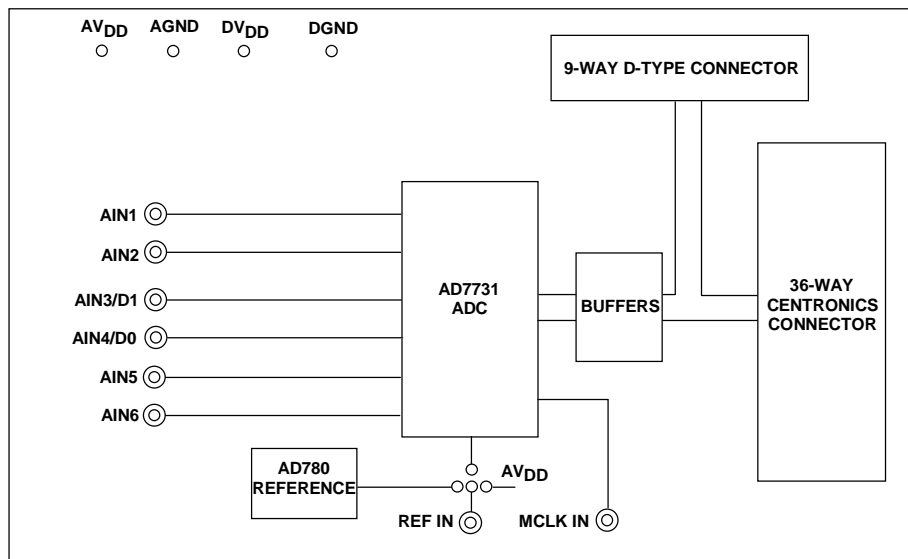 AVDD AGND DVDD DGND
9-WAY D-TYPE CONNECTOR
AIN1
AIN2
AIN3/D1
AIN4/D0
AIN5
AIN6
AD7731
ADC
BUFFERS
36-WAY
CENTRONICS
CONNECTOR
AD780
REFERENCE
AVDD
REF IN
MCLK IN